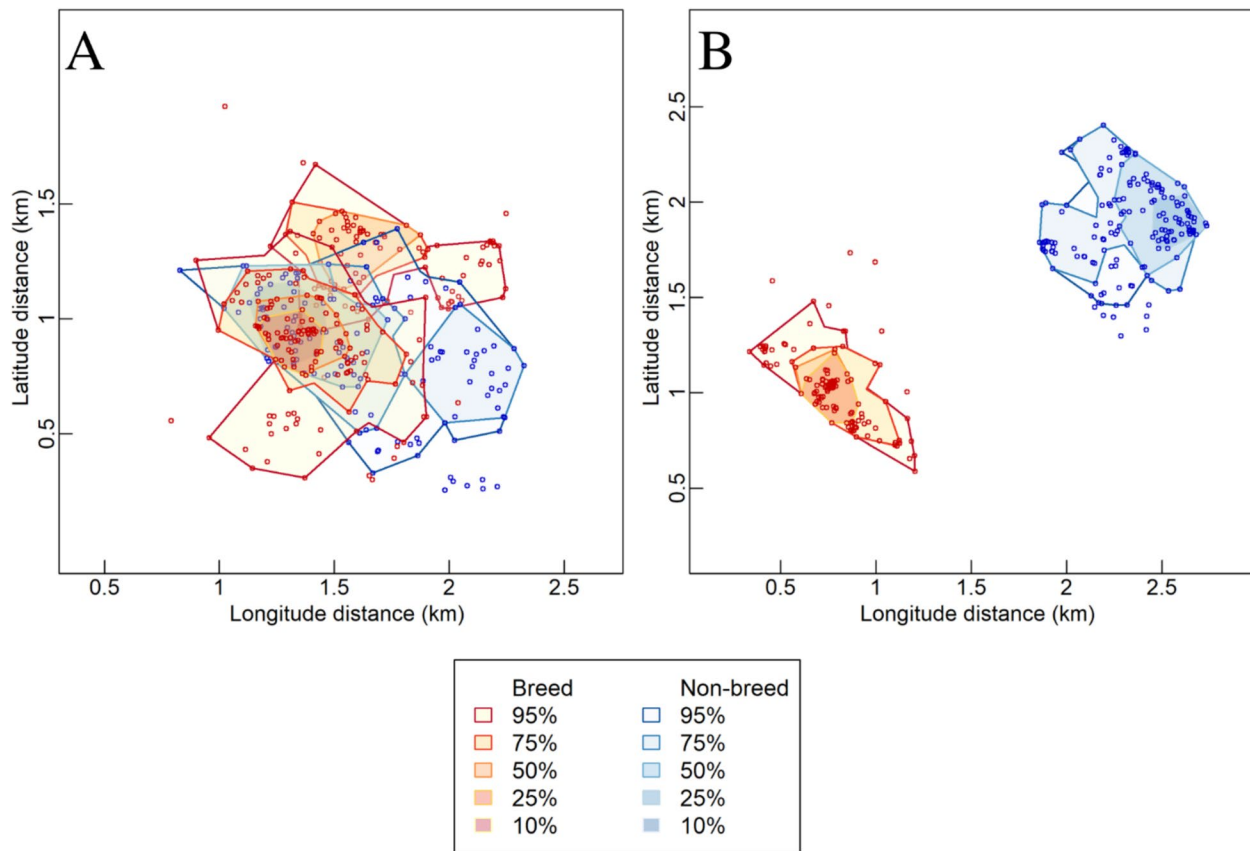 A
B
Latitude distance (km)
1.5
1
0.5
0.5 1 1.5 2 2.5
Longitude distance (km)
Latitude distance (km)
2.5
2
1.5
1
0.5
0.5 1 1.5 2 2.5
Longitude distance (km)
Breed Non-breed
95% 95%
75% 75%
50% 50%
25% 25%
10% 10%